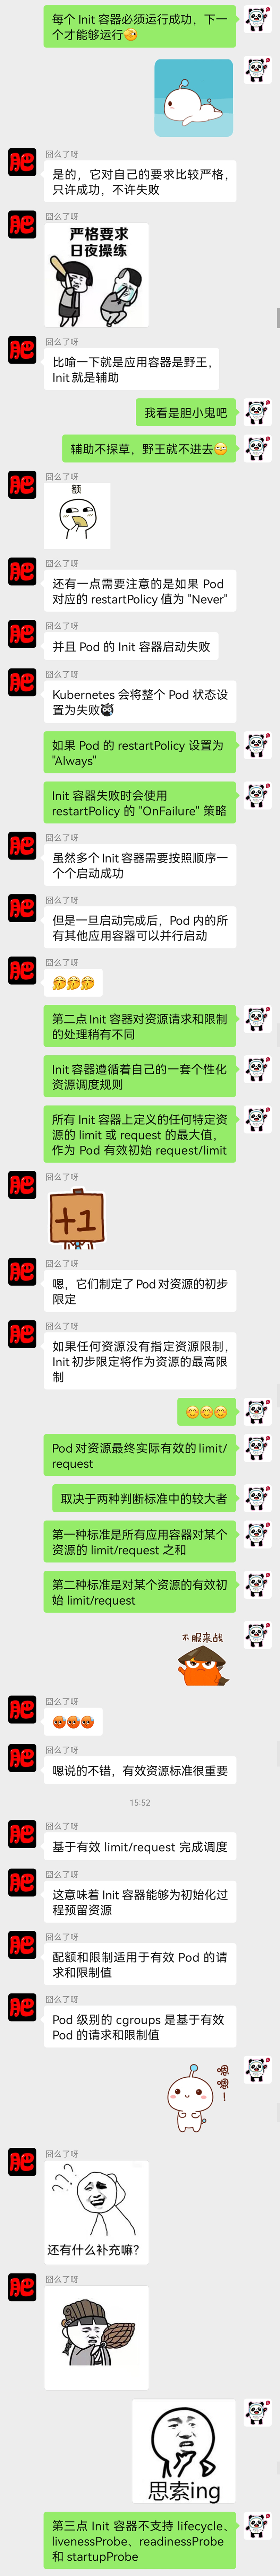 每个 Init 容器必须运行成功，下一
个才能够运行
肥
囧么了呀
是的，它对自己的要求比较严格，
只许成功，不许失败
肥
囧么了呀
严格要求
日夜操练
肥
囧么了呀
比喻一下就是应用容器是野王，
Init 就是辅助
我看是胆小鬼吧
辅助不探草，野王就不进去
肥
囧么了呀
额
肥
囧么了呀
还有一点需要注意的是如果 Pod
对应的 restartPolicy 值为 "Never"
肥
囧么了呀
并且 Pod 的 Init 容器启动失败
肥
囧么了呀
Kubernetes 会将整个 Pod 状态设
置为失败
如果 Pod 的 restartPolicy 设置为
"Always"
Init 容器失败时会使用
restartPolicy 的 "OnFailure" 策略
肥
囧么了呀
虽然多个 Init 容器需要按照顺序一
个个启动成功
肥
囧么了呀
但是一旦启动完成后，Pod 内的所
有其他应用容器可以并行启动
肥
囧么了呀
第二点 Init 容器对资源请求和限制
的处理稍有不同
Init 容器遵循着自己的一套个性化
资源调度规则
所有 Init 容器上定义的任何特定资
源的 limit 或 request 的最大值，
作为 Pod 有效初始 request/limit
肥
囧么了呀
+1
肥
囧么了呀
嗯，它们制定了 Pod 对资源的初步
限定
肥
囧么了呀
如果任何资源没有指定资源限制，
Init 初步限定将作为资源的最高限
制
Pod 对资源最终实际有效的 limit/
request
取决于两种判断标准中的较大者
第一种标准是所有应用容器对某个
资源的 limit/request 之和
第二种标准是对某个资源的有效初
始 limit/request
不服来战
肥
囧么了呀
肥
囧么了呀
嗯说的不错，有效资源标准很重要
15:52
肥
囧么了呀
基于有效 limit/request 完成调度
肥
囧么了呀
这意味着 Init 容器能够为初始化过
程预留资源
肥
囧么了呀
配额和限制适用于有效 Pod 的请
求和限制值
肥
囧么了呀
Pod 级别的 cgroups 是基于有效
Pod 的请求和限制值
嗯嗯！
肥
囧么了呀
还有什么补充嘛?
肥
囧么了呀
思索ing
第三点 Init 容器不支持 lifecycle、
livenessProbe、readinessProbe
和 startupProbe